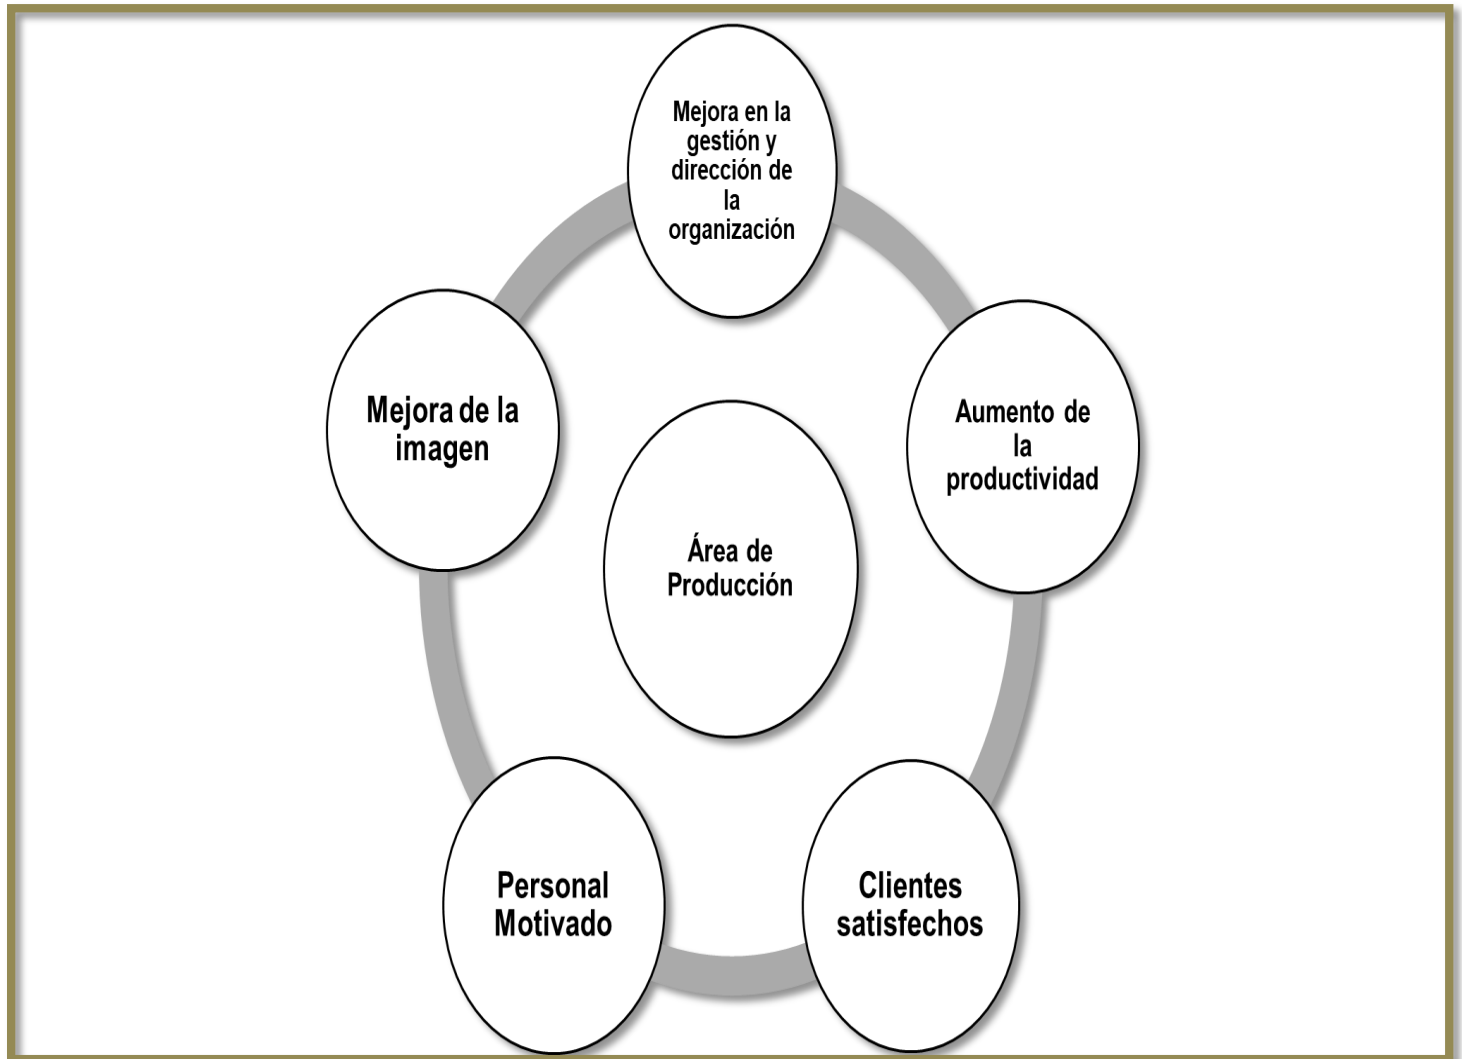 Mejora en la
gestión y
dirección de
la
organización
Mejora de la
imagen
Aumento de
la
productividad
Área de
Producción
Personal
Motivado
Clientes
satisfechos